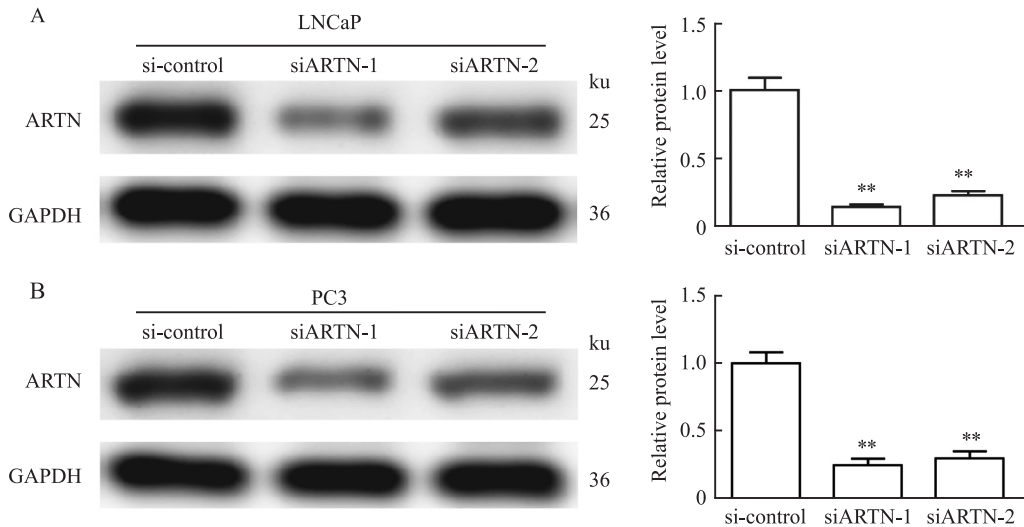 A
LNCaP
si-control siARTN-1 siARTN-2
ku
ARTN
25
GAPDH
36
Relative protein level
1.5
1.0
0.5
0
**
**
si-control siARTN-1 siARTN-2
B
PC3
si-control siARTN-1 siARTN-2
ku
ARTN
25
GAPDH
36
Relative protein level
1.5
1.0
0.5
0
**
**
si-control siARTN-1 siARTN-2